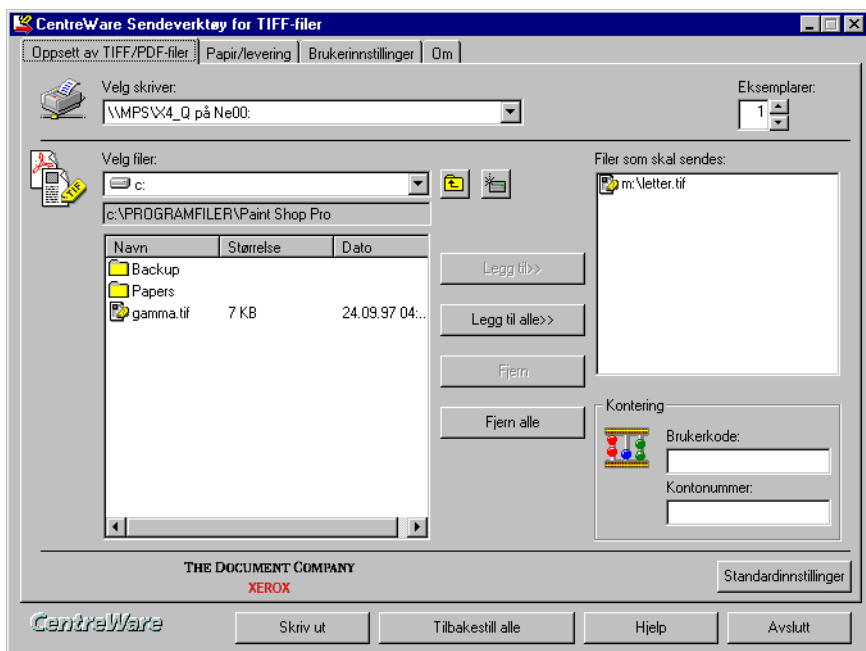 CentreWare Sendeverktøy for TIFF-filer
Oppsett av TIFF/PDF-filer Papir/levering Brukerinnstillinger Om
Velg skriver:
Eksemplarer:
\\MPS\X4_Q på Ne00:
1
Velg filer:
Filer som skal sendes:
c:
m:\letter.tif
c:\PROGRAMFILER\Paint Shop Pro
Navn Størrelse Dato
Backup
Papers
gamma.tif 7 KB 24.09.97 04:..
Legg til>>
Legg til alle>>
Fjern
Fjern alle
Kontering
Brukerkode:
Kontonummer:
THE DOCUMENT COMPANY
XEROX
Standardinnstillinger
CentreWare
Skriv ut Tilbakestill alle Hjelp Avslutt
TIF